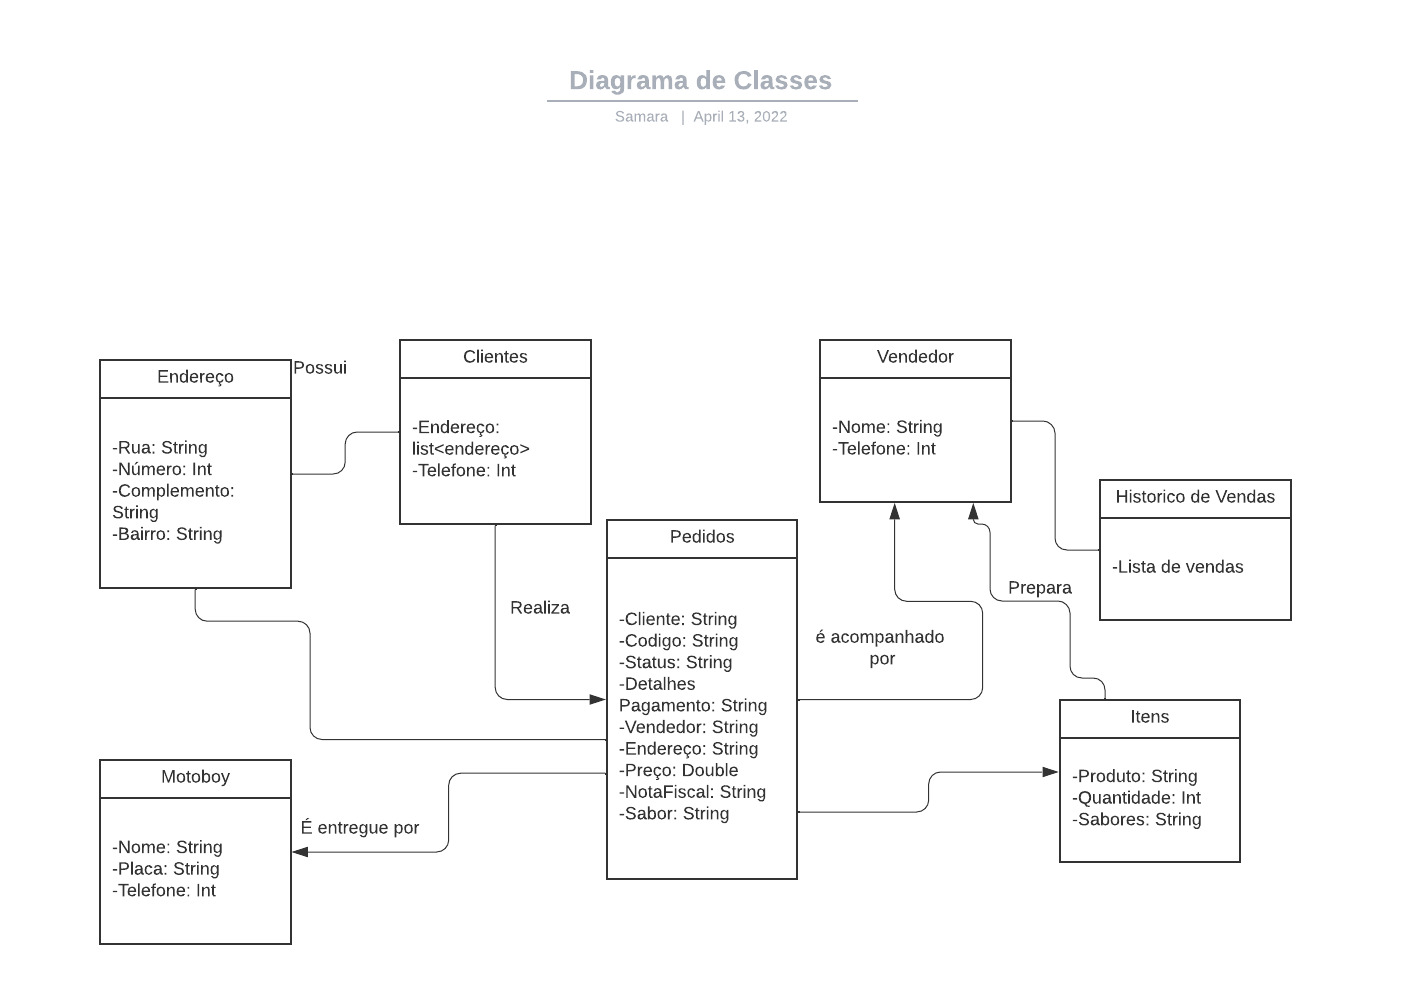 Diagrama de Classes
Samara | April 13, 2022
Endereço
-Rua: String
-Número: Int
-Complemento:
String
-Bairro: String
Possui
Clientes
-Endereço:
list<endereço>
-Telefone: Int
Vendedor
-Nome: String
-Telefone: Int
Historico de Vendas
-Lista de vendas
Pedidos
-Cliente: String
-Codigo: String
-Status: String
-Detalhes
Pagamento: String
-Vendedor: String
-Endereço: String
-Preço: Double
-NotaFiscal: String
-Sabor: String
Realiza
é acompanhado
por
Prepara
Itens
-Produto: String
-Quantidade: Int
-Sabores: String
Motoboy
-Nome: String
-Placa: String
-Telefone: Int
É entregue por